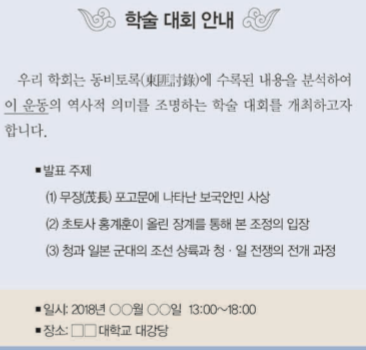 학술 대회 안내
우리 학회는 동비토록(東匪討錄)에 수록된 내용을 분석하여
이 운동의 역사적 의미를 조명하는 학술 대회를 개최하고자
합니다.
■ 발표 주제
(1) 무장(茂長) 포고문에 나타난 보국안민 사상
(2) 초토사 홍계훈이 올린 장계를 통해 본 조정의 입장
(3) 청과 일본 군대의 조선 상륙과 청·일 전쟁의 전개 과정
■ 일시: 2018년 ○○월 ○○일 13:00~18:00
■ 장소: □□ 대학교 대강당